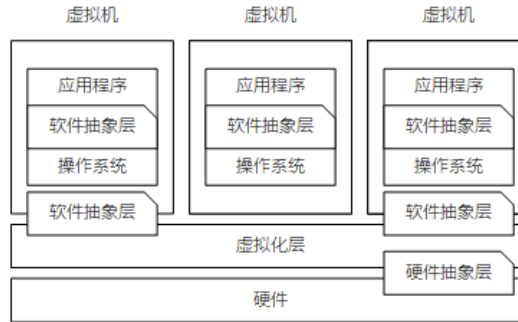 虚拟机 虚拟机 虚拟机
应用程序 应用程序 应用程序
软件抽象层 软件抽象层 软件抽象层
操作系统 操作系统 操作系统
软件抽象层 软件抽象层
虚拟化层
硬件抽象层
硬件